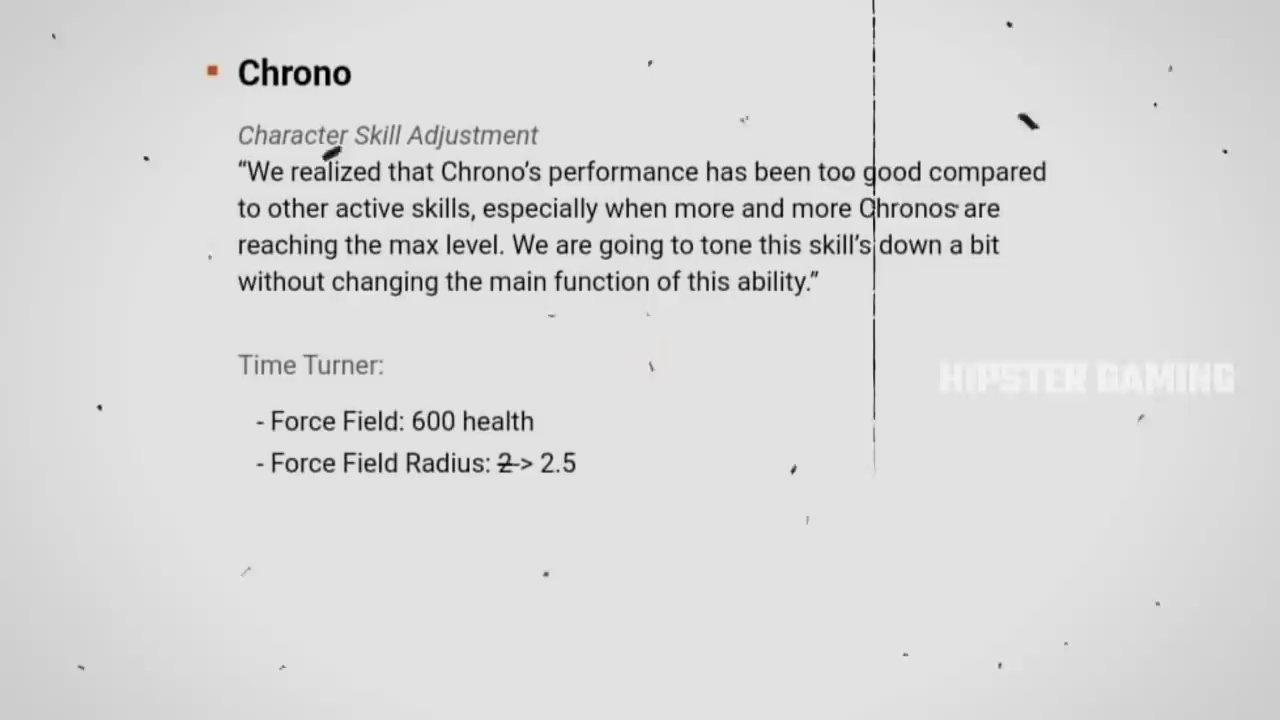 Chrono
Character Skill Adjustment
“We realized that Chrono’s performance has been too good compared
to other active skills, especially when more and more Chronos are
reaching the max level. We are going to tone this skill’s down a bit
without changing the main function of this ability.”
Time Turner:
HIPSTER GAMING
- Force Field: 600 health
- Force Field Radius: 2 -> 2.5